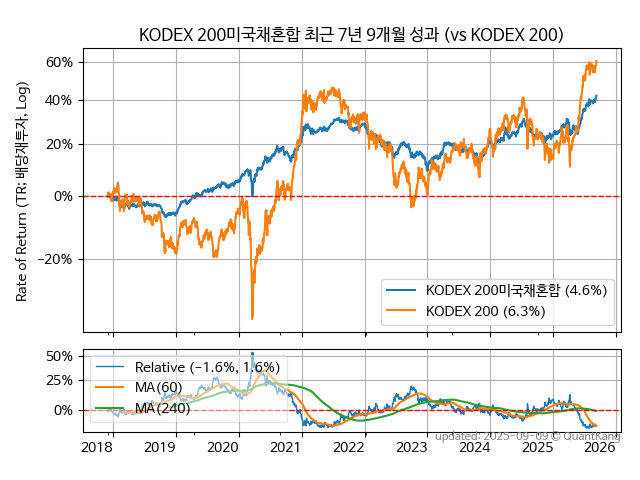 KODEX 200미국채혼합 최근 7년 9개월 성과 (vs KODEX 200)
Rate of Return (TR: 배당재투자, Log)
60%
40%
20%
0%
−20%
KODEX 200미국채혼합 (4.6%)
KODEX 200 (6.3%)
50%
25%
0%
Relative (−1.6%, 1.6%)
MA(60)
MA(240)
updated: 2025-09-09 © QuantKang
2018 2019 2020 2021 2022 2023 2024 2025 2026